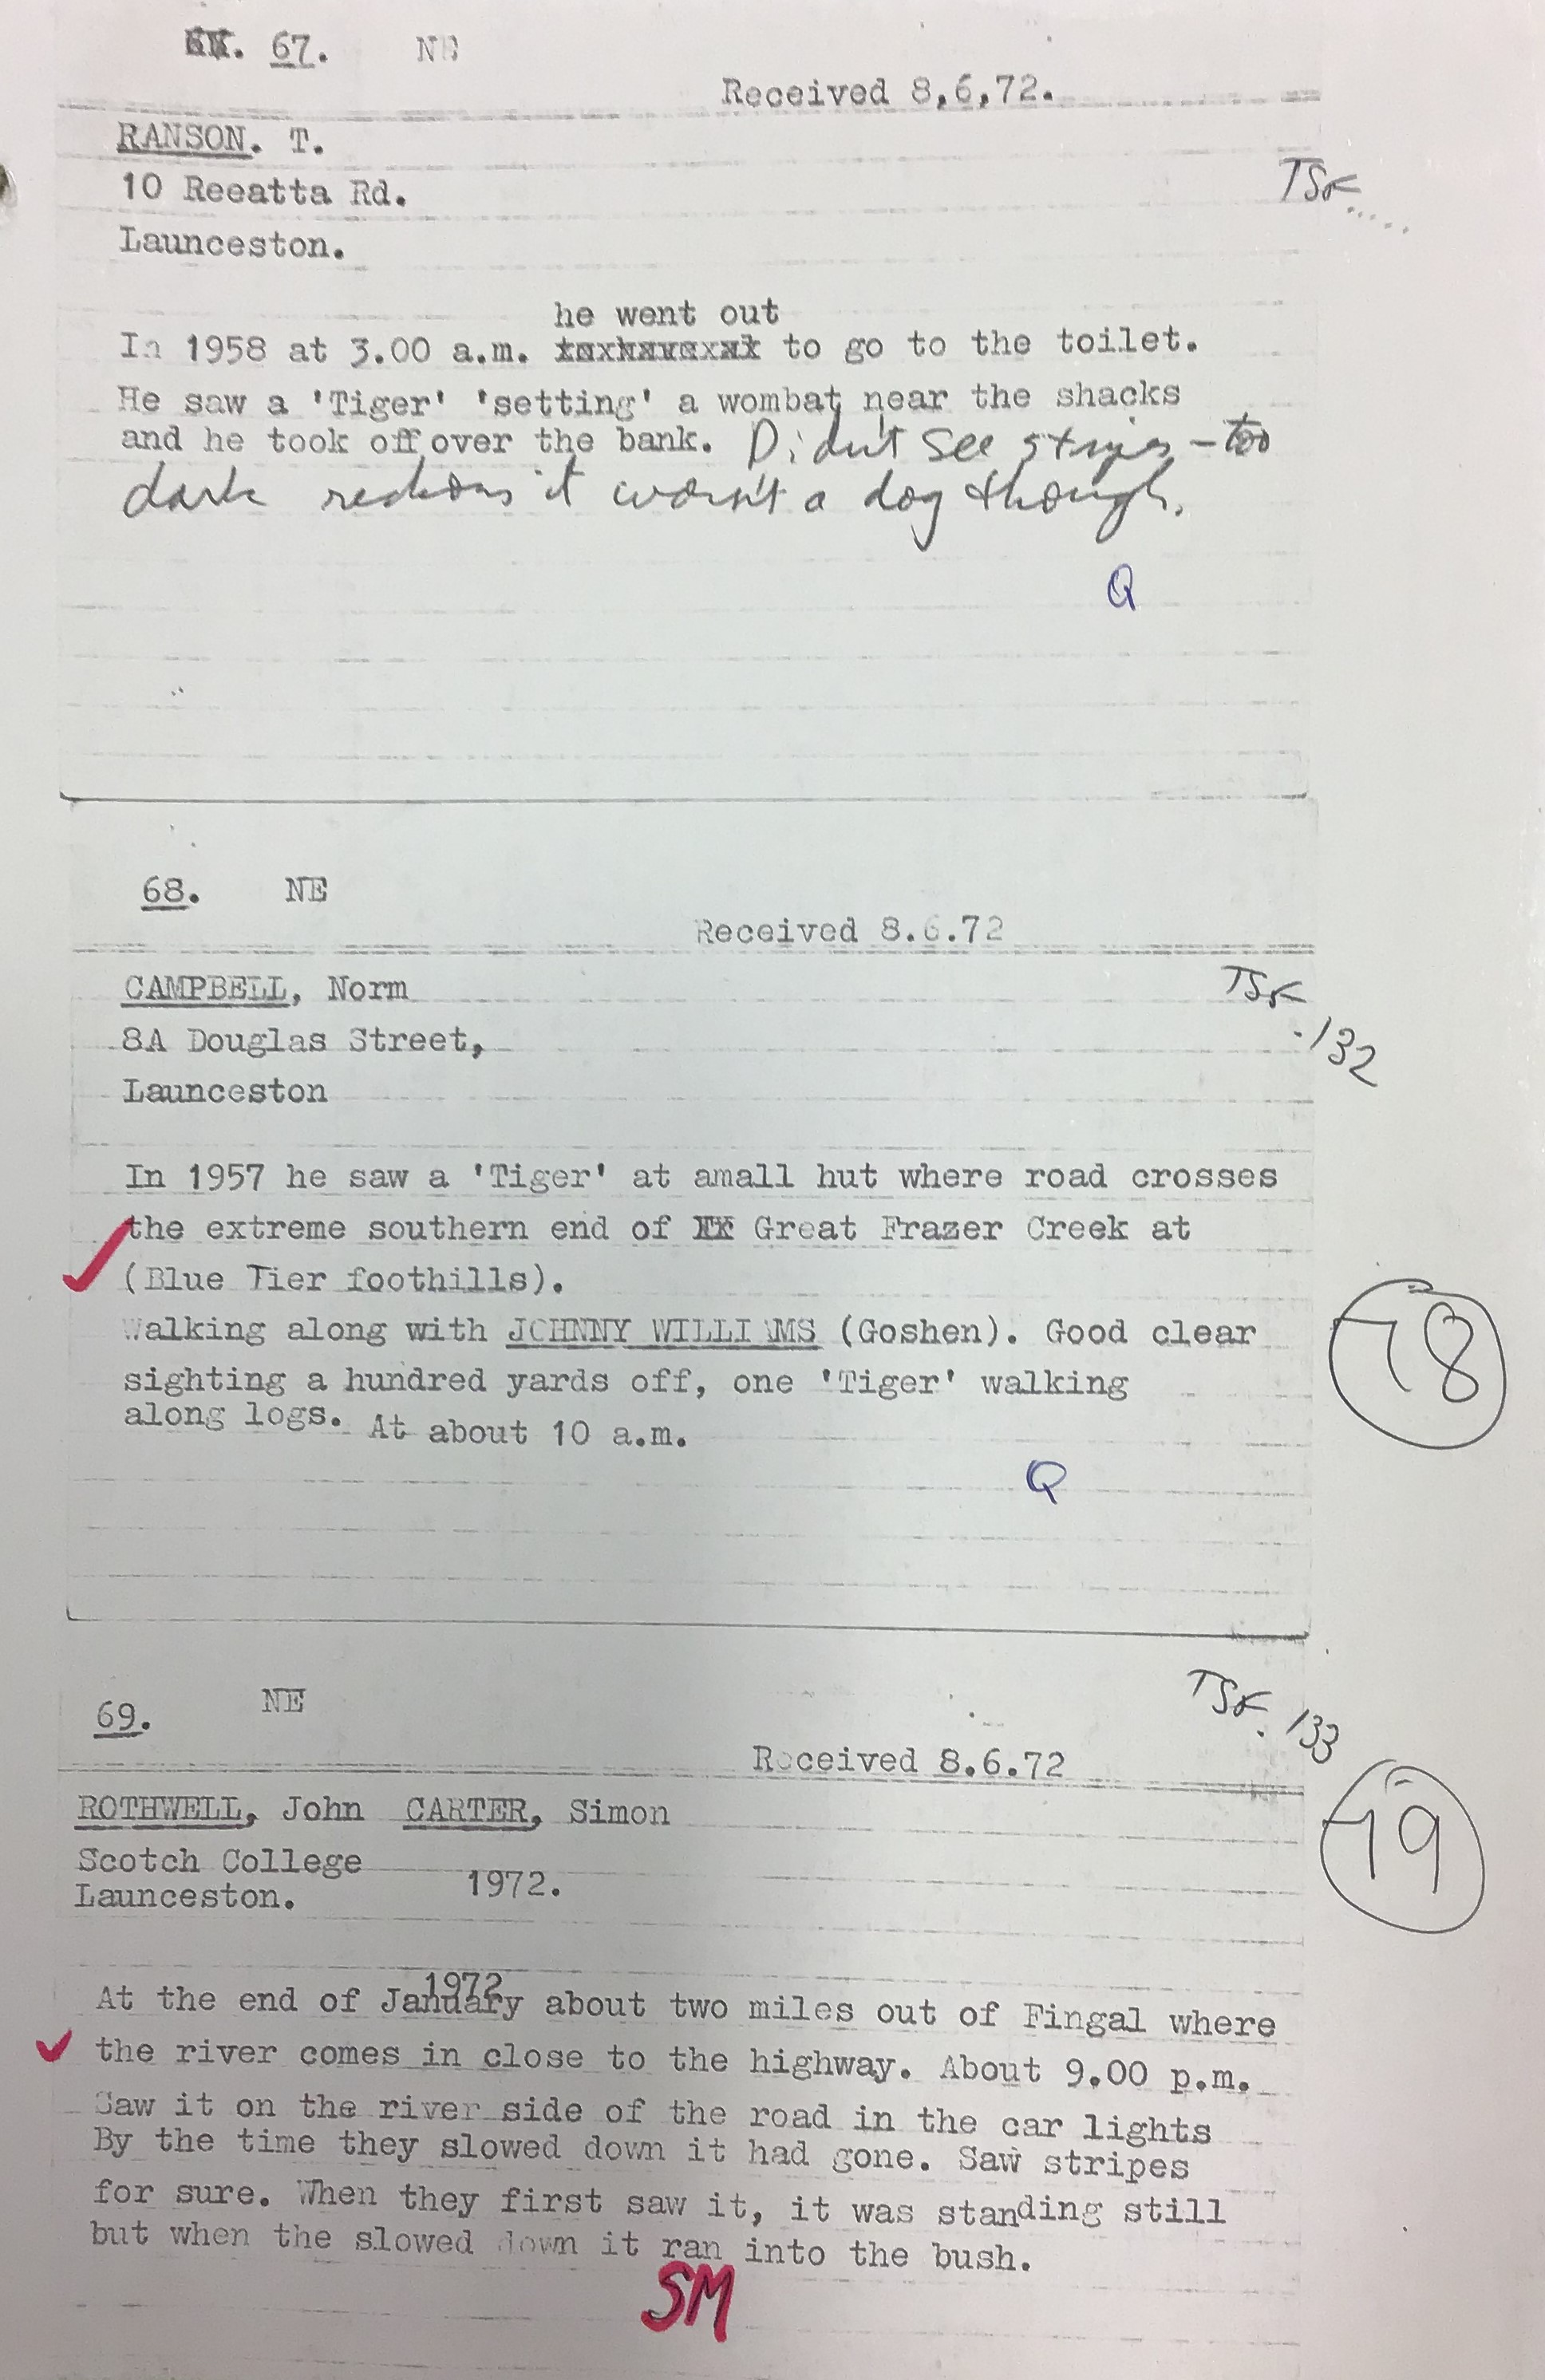 67. NE
Received 8,6,72.
RANSON. T.
TSF
10 Reeatta Rd.
Launceston.
he went out
In 1958 at 3.00 a.m. to go to the toilet.
He saw a 'Tiger' 'setting' a wombat near the shacks
and he took off over the bank. Didn't see stripes - too
dark reckons it wasn't a dog though.
Q
68. NE
Received 8.6.72
CAMPBELL, Norm
TSF
8A Douglas Street,
132
Launceston
In 1957 he saw a 'Tiger' at amall hut where road crosses
the extreme southern end of Great Frazer Creek at
(Blue Tier foothills).
Walking along with JOHNNY WILLIAMS (Goshen). Good clear
78
sighting a hundred yards off, one 'Tiger' walking
along logs. At about 10 a.m.
Q
69. NE
TSF. 133
Received 8.6.72
ROTHWELL, John CARTER, Simon
79
Scotch College
Launceston. 1972.
1972
At the end of January about two miles out of Fingal where
the river comes in close to the highway. About 9.00 p.m.
Saw it on the river side of the road in the car lights
By the time they slowed down it had gone. Saw stripes
for sure. When they first saw it, it was standing still
but when the slowed down it ran into the bush.
SM